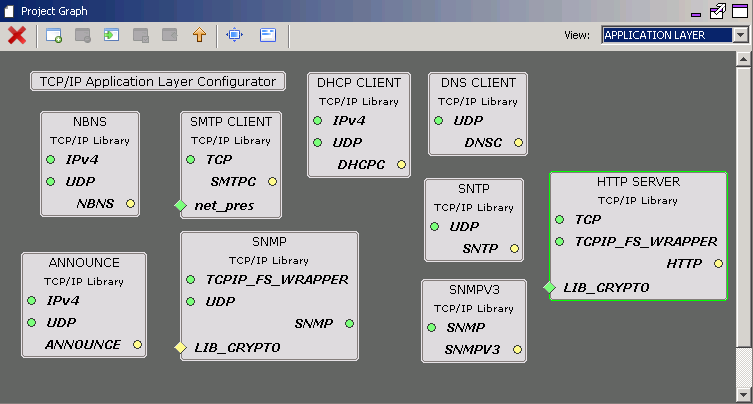 Project Graph
View: APPLICATION LAYER
TCP/IP Application Layer Configurator
DHCP CLIENT
TCP/IP Library
IPv4
UDP
DHCPC
DNS CLIENT
TCP/IP Library
UDP
DNSC
NBNS
TCP/IP Library
IPv4
UDP
NBNS
SMTP CLIENT
TCP/IP Library
TCP
SMTPC
net_pres
SNTP
TCP/IP Library
UDP
SNTP
HTTP SERVER
TCP/IP Library
TCP
TCPIP_FS_WRAPPER
HTTP
LIB_CRYPTO
ANNOUNCE
TCP/IP Library
IPv4
UDP
ANNOUNCE
SNMP
TCP/IP Library
TCPIP_FS_WRAPPER
UDP
SNMP
LIB_CRYPTO
SNMPV3
TCP/IP Library
SNMP
SNMPV3